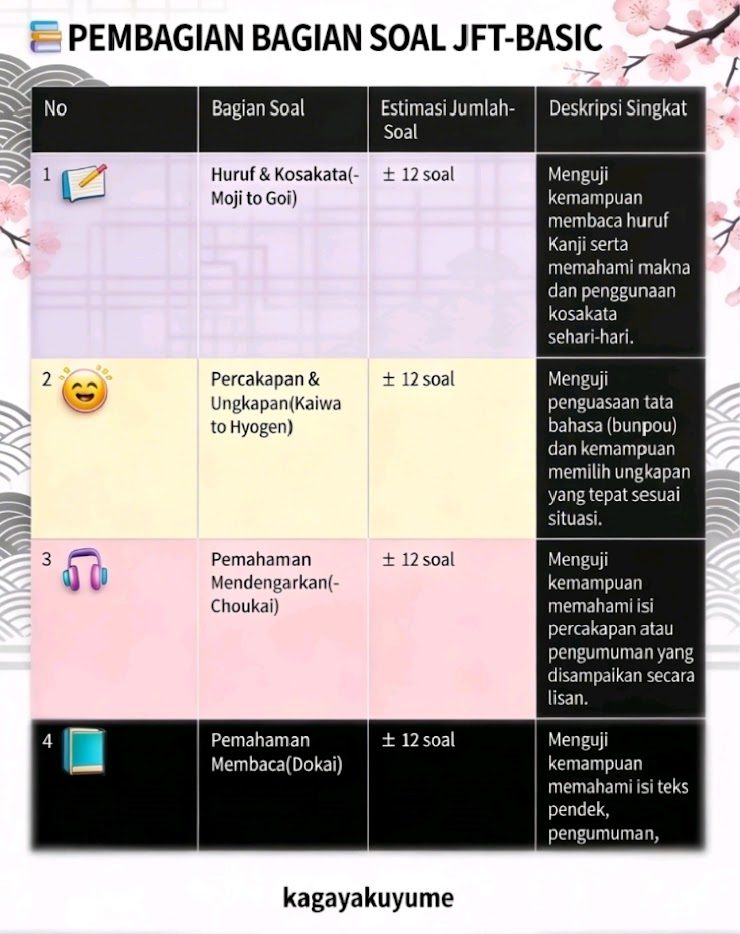 PEMBAGIAN BAGIAN SOAL JFT-BASIC
No
Bagian Soal
Estimasi Jumlah-
Soal
Deskripsi Singkat
1
Huruf & Kosakata(-
Moji to Goi)
± 12 soal
Menguji
kemampuan
membaca huruf
Kanji serta
memahami makna
dan penggunaan
kosakata
sehari-hari.
2
Percakapan &
Ungkapan(Kaiwa
to Hyogen)
± 12 soal
Menguji
penguasaan tata
bahasa (bunpou)
dan kemampuan
memilih ungkapan
yang tepat sesuai
situasi.
3
Pemahaman
Mendengarkan(-
Choukai)
± 12 soal
Menguji
kemampuan
memahami isi
percakapan atau
pengumuman yang
disampaikan secara
lisan.
4
Pemahaman
Membaca(Dokai)
± 12 soal
Menguji
kemampuan
memahami isi teks
pendek,
pengumuman,
kagayakuyume